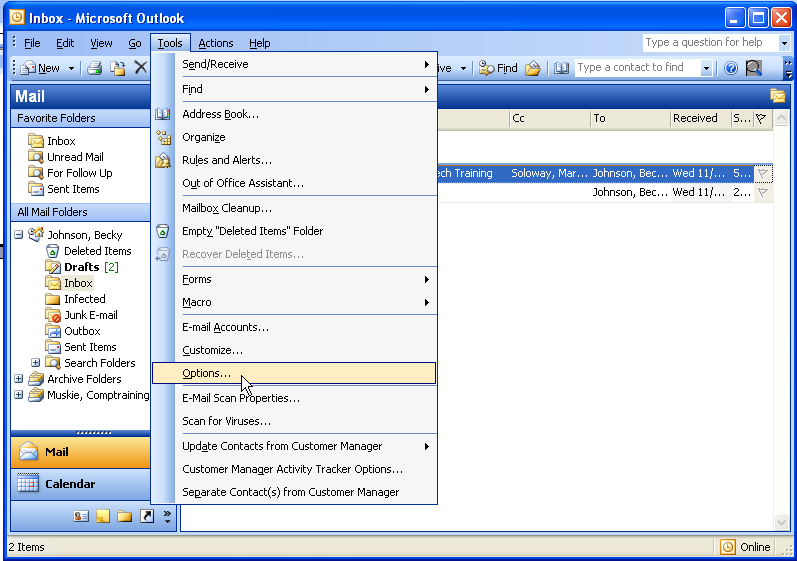 Inbox - Microsoft Outlook
File Edit View Go Tools Actions Help Type a question for help
New ve Find Type a contact to find
Mail
Favorite Folders
Inbox
Unread Mail
For Follow Up
Sent Items
All Mail Folders
Johnson, Becky
Deleted Items
Drafts [2]
Inbox
Infected
Junk E-mail
Outbox
Sent Items
Search Folders
Archive Folders
Muskie, Comptraining
Mail
Calendar
Send/Receive
Find
Address Book...
Organize
Rules and Alerts...
Out of Office Assistant...
Mailbox Cleanup...
Empty "Deleted Items" Folder
Recover Deleted Items...
Forms
Macro
E-mail Accounts...
Customize...
Options...
E-Mail Scan Properties...
Scan for Viruses...
Update Contacts from Customer Manager
Customer Manager Activity Tracker Options...
Separate Contact(s) from Customer Manager
Cc To Received S...
ech Training Soloway, Mar... Johnson, Bec... Wed 11/... 5...
Johnson, Bec... Wed 11/... 2...
2 Items Online